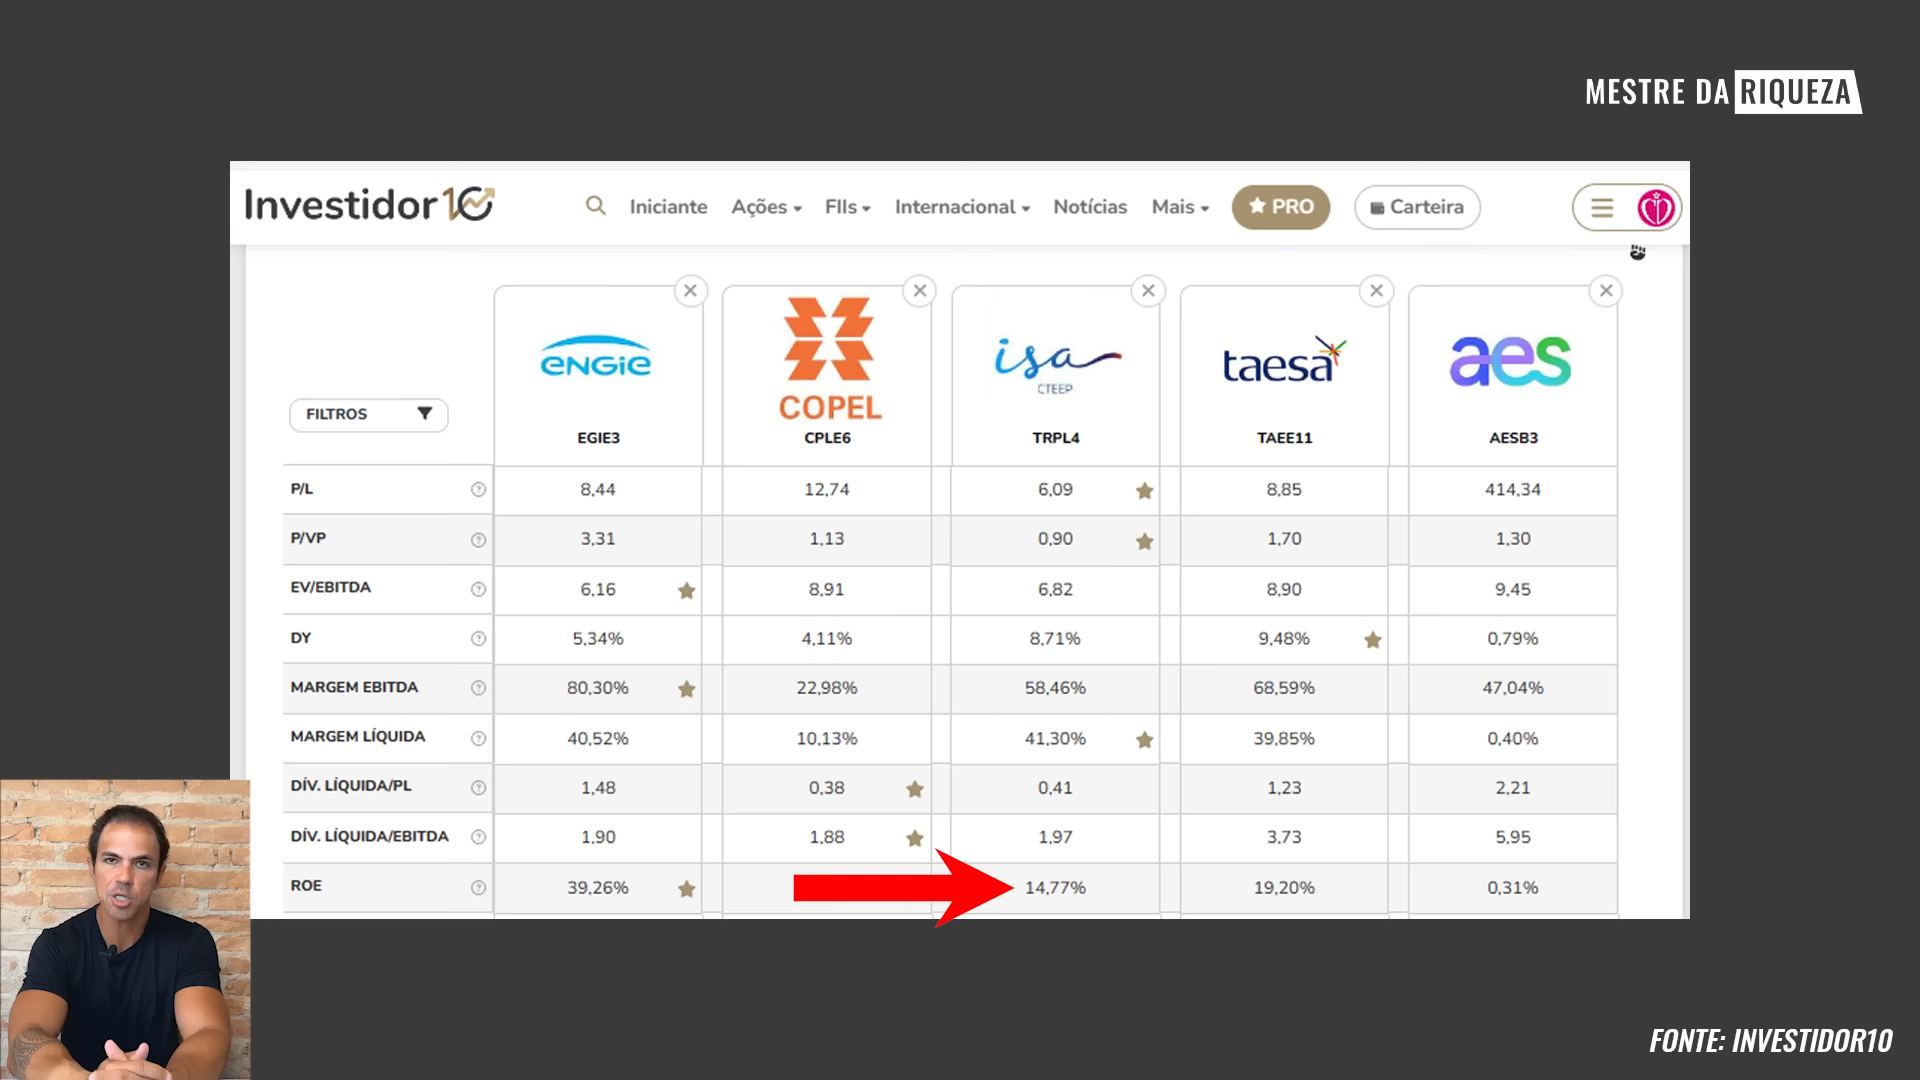 MESTRE DA RIQUEZA
Investidor 10
Iniciante Ações FIIs Internacional Notícias Mais PRO Carteira
engie COPEL isa CTEEP taesa aes
FILTROS
EGIE3 CPLE6 TRPL4 TAEE11 AESB3
P/L ? 8,44 12,74 6,09 8,85 414,34
P/VP ? 3,31 1,13 0,90 1,70 1,30
EV/EBITDA ? 6,16 8,91 6,82 8,90 9,45
DY ? 5,34% 4,11% 8,71% 9,48% 0,79%
MARGEM EBITDA ? 80,30% 22,98% 58,46% 68,59% 47,04%
MARGEM LÍQUIDA ? 40,52% 10,13% 41,30% 39,85% 0,40%
DÍV. LÍQUIDA/PL ? 1,48 0,38 0,41 1,23 2,21
DÍV. LÍQUIDA/EBITDA ? 1,90 1,88 1,97 3,73 5,95
ROE ? 39,26% 14,77% 19,20% 0,31%
FONTE: INVESTIDOR10